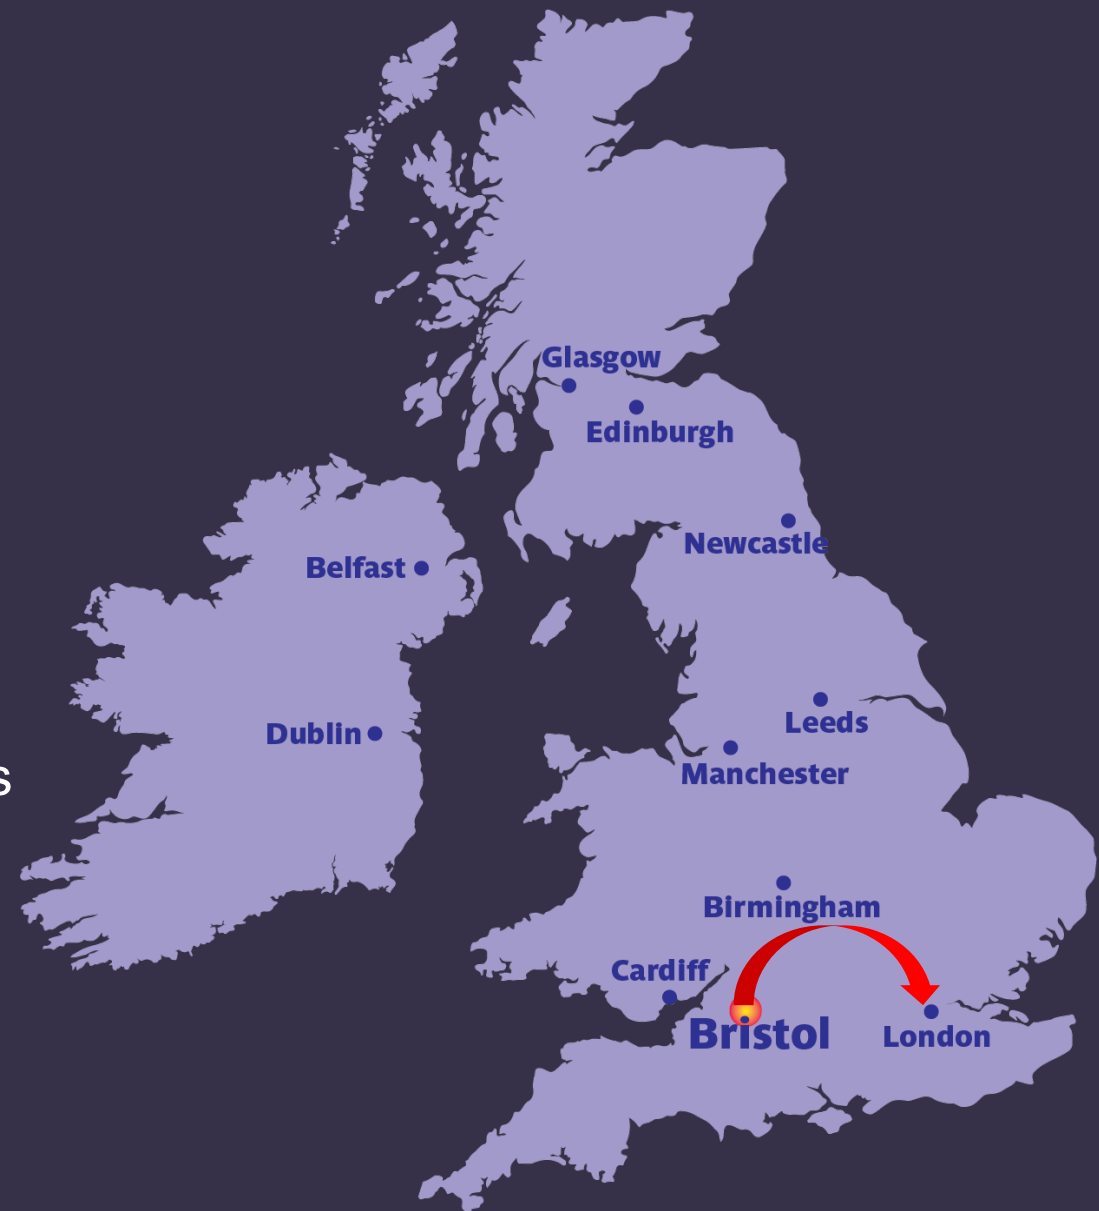 Glasgow
Edinburgh
Newcastle
Belfast
Leeds
Dublin
Manchester
s
Birmingham
Cardiff
Bristol
London